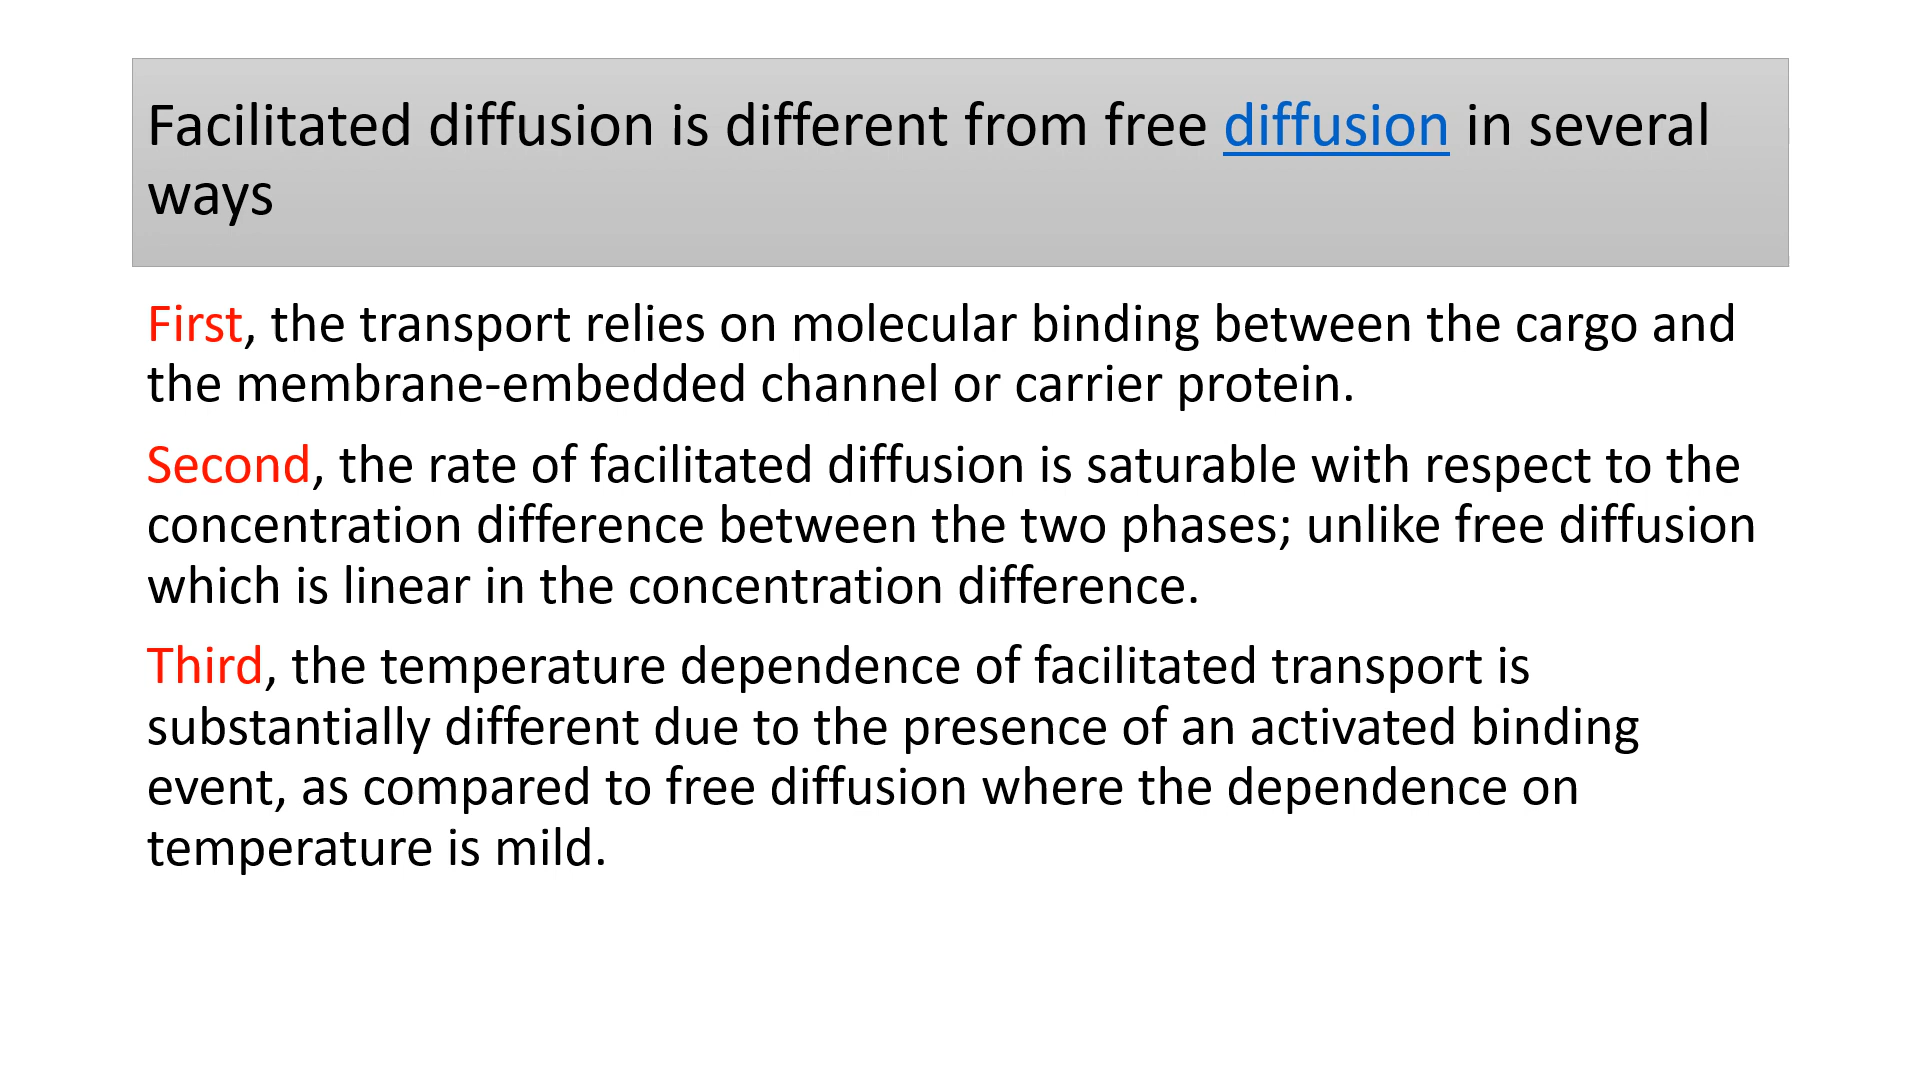 Facilitated diffusion is different from free diffusion in several
ways
First, the transport relies on molecular binding between the cargo and
the membrane-embedded channel or carrier protein.
Second, the rate of facilitated diffusion is saturable with respect to the
concentration difference between the two phases; unlike free diffusion
which is linear in the concentration difference.
Third, the temperature dependence of facilitated transport is
substantially different due to the presence of an activated binding
event, as compared to free diffusion where the dependence on
temperature is mild.